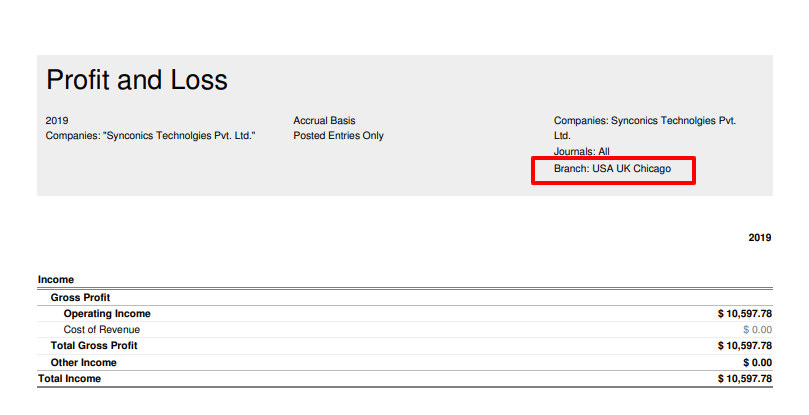 Profit and Loss
2019
Companies: "Synconics Technolgies Pvt. Ltd."
Accrual Basis
Posted Entries Only
Companies: Synconics Technolgies Pvt.
Ltd.
Journals: All
Branch: USA UK Chicago
2019
Income
Gross Profit
Operating Income $ 10,597.78
Cost of Revenue $ 0.00
Total Gross Profit $ 10,597.78
Other Income $ 0.00
Total Income $ 10,597.78